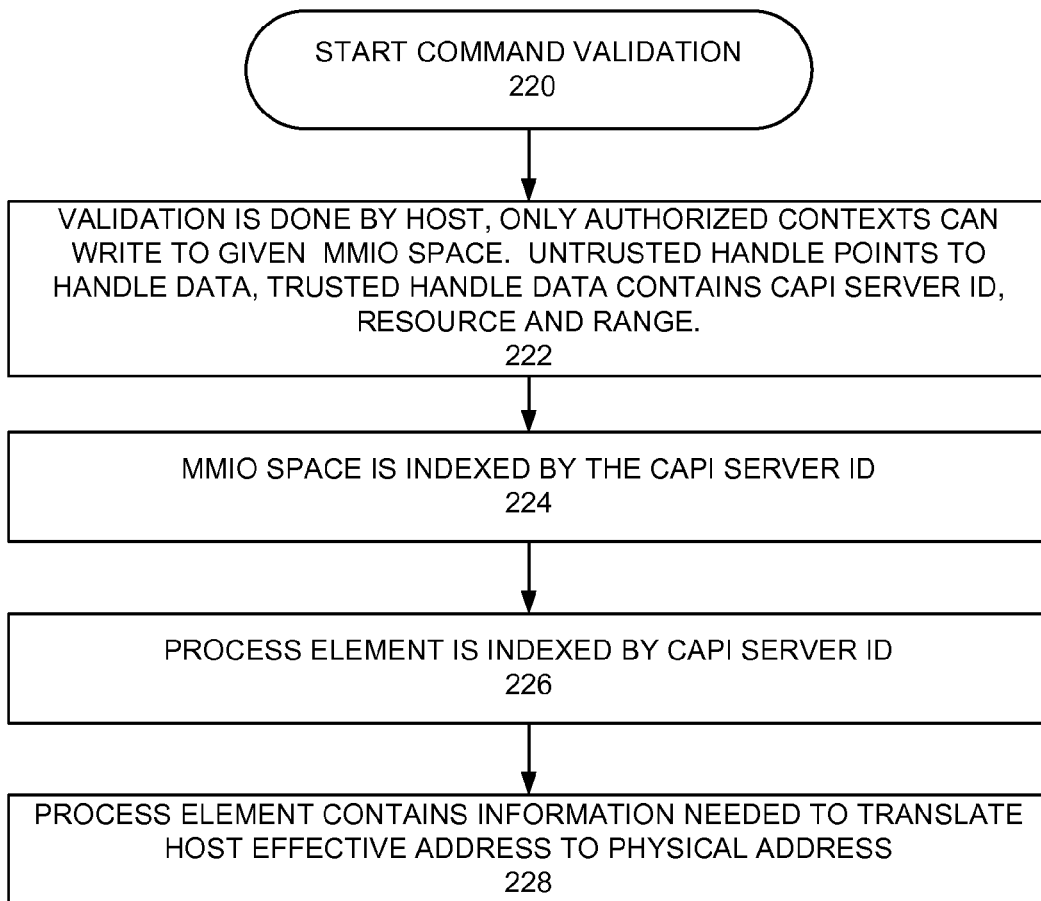 START COMMAND VALIDATION
220
VALIDATION IS DONE BY HOST, ONLY AUTHORIZED CONTEXTS CAN
WRITE TO GIVEN MMIO SPACE. UNTRUSTED HANDLE POINTS TO
HANDLE DATA, TRUSTED HANDLE DATA CONTAINS CAPI SERVER ID,
RESOURCE AND RANGE.
222
MMIO SPACE IS INDEXED BY THE CAPI SERVER ID
224
PROCESS ELEMENT IS INDEXED BY CAPI SERVER ID
226
PROCESS ELEMENT CONTAINS INFORMATION NEEDED TO TRANSLATE
HOST EFFECTIVE ADDRESS TO PHYSICAL ADDRESS
228